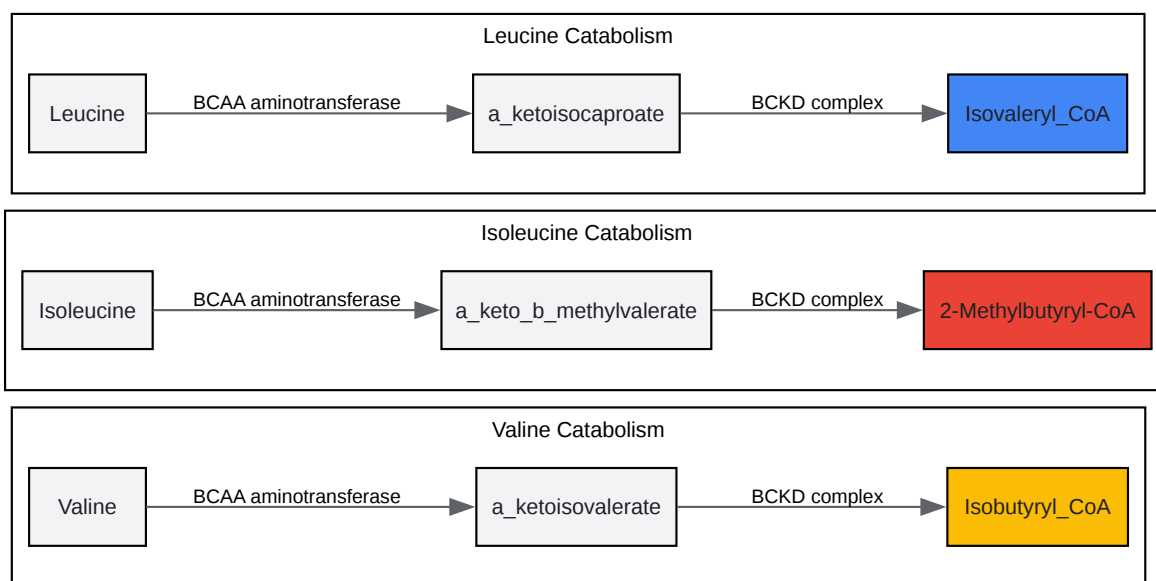 Leucine Catabolism
Leucine
BCAA aminotransferase
a_ketoisocaproate
BCKD complex
Isovaleryl_CoA
Isoleucine Catabolism
Isoleucine
BCAA aminotransferase
a_keto_b_methylvalerate
BCKD complex
2-Methylbutyryl-CoA
Valine Catabolism
Valine
BCAA aminotransferase
a_ketoisovalerate
BCKD complex
Isobutyryl_CoA